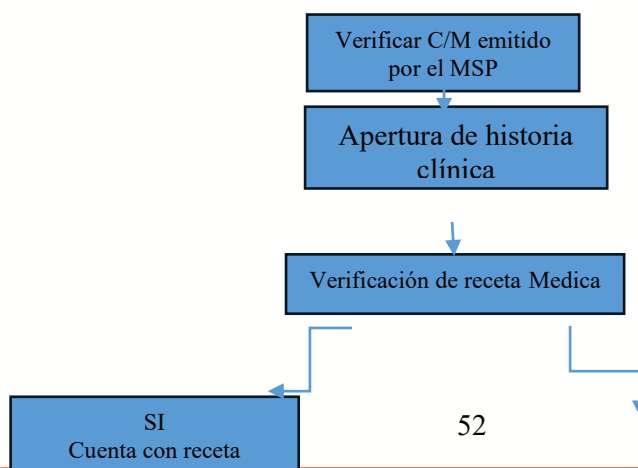 Verificar C/M emitido
por el MSP
Apertura de historia
clínica
Verificación de receta Medica
SI
Cuenta con receta
52